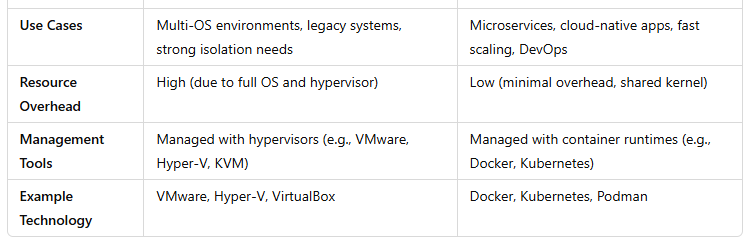 Use Cases
Multi-OS environments, legacy systems,
strong isolation needs
Microservices, cloud-native apps, fast
scaling, DevOps
Resource
Overhead
High (due to full OS and hypervisor)
Low (minimal overhead, shared kernel)
Management
Tools
Managed with hypervisors (e.g., VMware,
Hyper-V, KVM)
Managed with container runtimes (e.g.,
Docker, Kubernetes)
Example
Technology
VMware, Hyper-V, VirtualBox
Docker, Kubernetes, Podman